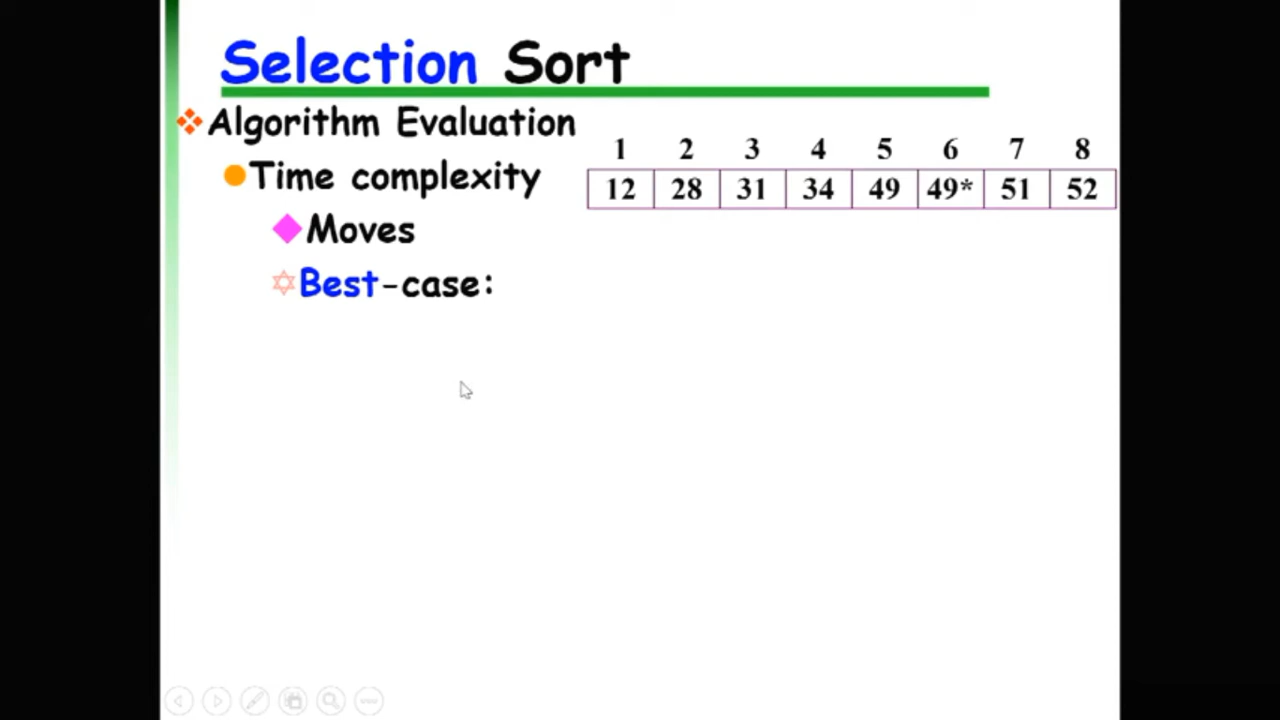 Selection Sort
Algorithm Evaluation
Time complexity
1 2 3 4 5 6 7 8
12 28 31 34 49 49* 51 52
Moves
Best-case: